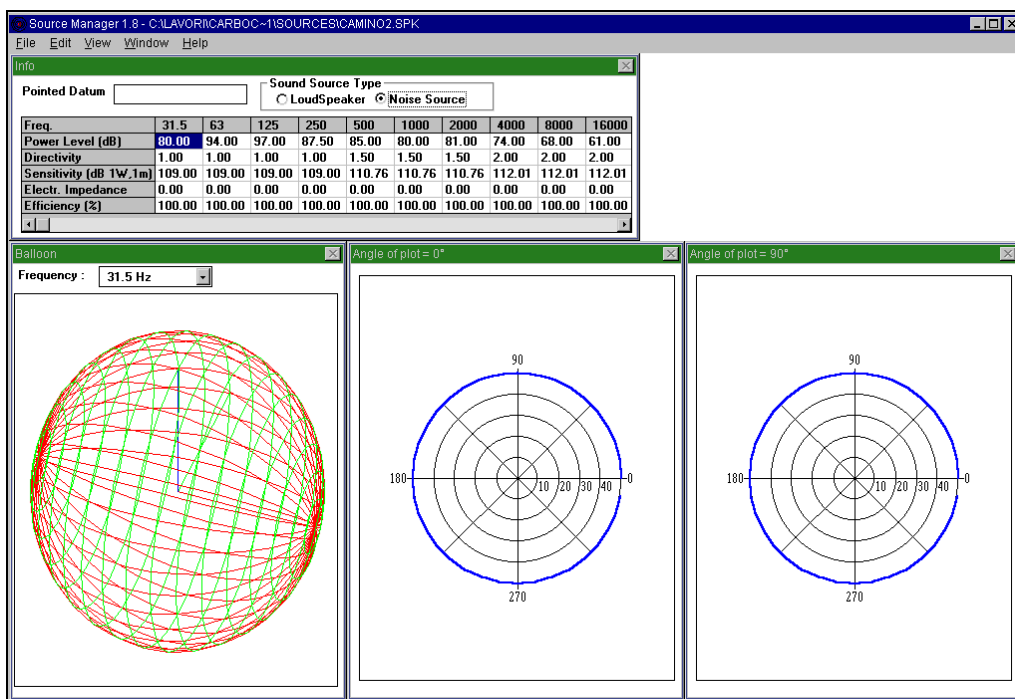 Source Manager 1.8 - C:\LAVORI\CARBOC~1\SOURCES\CAMINO2.SPK
File Edit View Window Help
Info
Pointed Datum
Sound Source Type
LoudSpeaker Noise Source
Freq. 31.5 63 125 250 500 1000 2000 4000 8000 16000
Power Level (dB) 80.00 94.00 97.00 87.50 85.00 80.00 81.00 74.00 68.00 61.00
Directivity 1.00 1.00 1.00 1.00 1.50 1.50 1.50 2.00 2.00 2.00
Sensitivity (dB 1W,1m) 109.00 109.00 109.00 109.00 110.76 110.76 110.76 112.01 112.01 112.01
Electr. Impedance 0.00 0.00 0.00 0.00 0.00 0.00 0.00 0.00 0.00 0.00
Efficiency (%) 100.00 100.00 100.00 100.00 100.00 100.00 100.00 100.00 100.00 100.00
Balloon
Frequency : 31.5 Hz
Angle of plot = 0°
90
180 10 20 30 40 0
270
Angle of plot = 90°
90
180 10 20 30 40 0
270